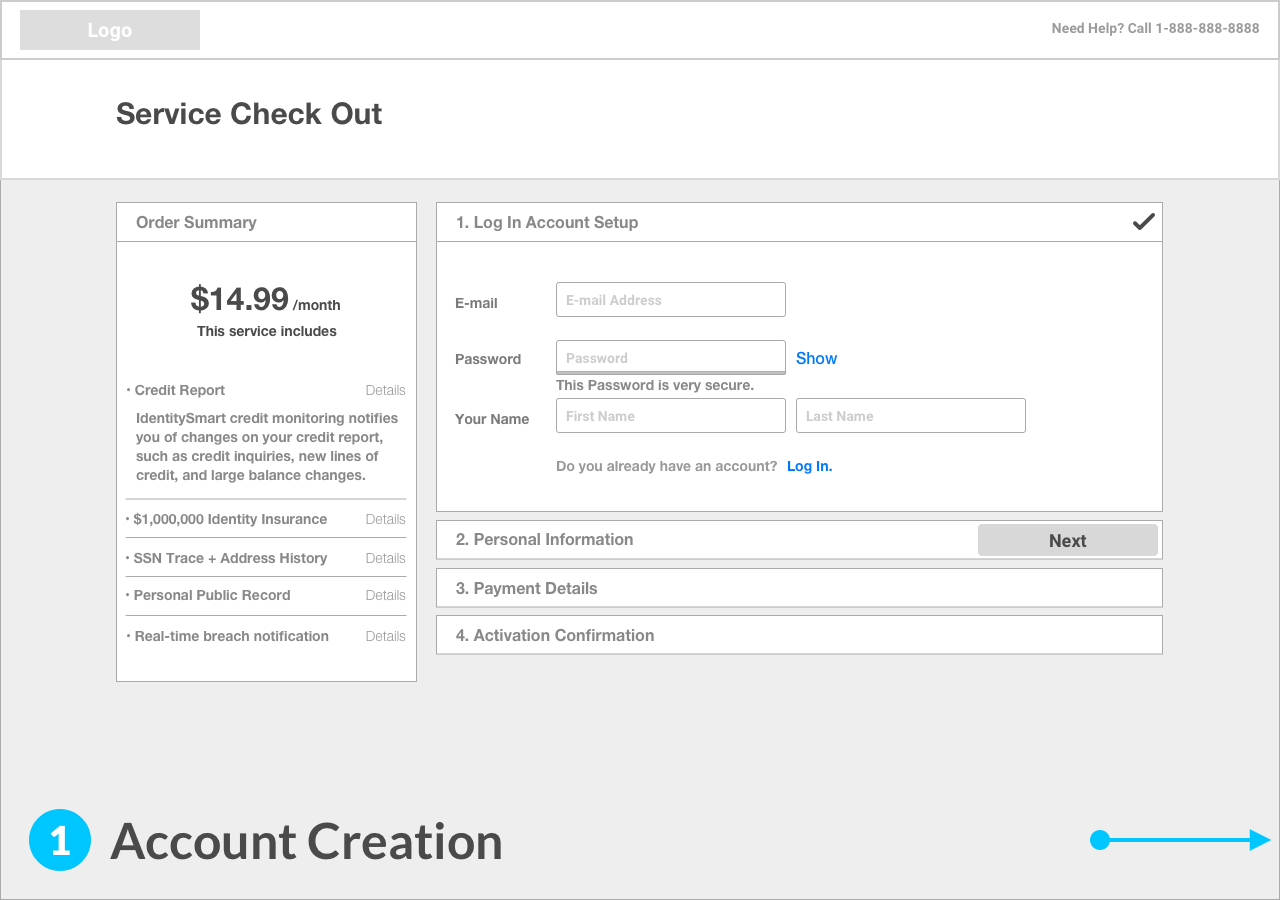 Logo
Need Help? Call 1-888-888-8888
Service Check Out
Order Summary
$14.99 /month
This service includes
· Credit Report Details
IdentitySmart credit monitoring notifies
you of changes on your credit report,
such as credit inquiries, new lines of
credit, and large balance changes.
· $1,000,000 Identity Insurance Details
· SSN Trace + Address History Details
· Personal Public Record Details
· Real-time breach notification Details
1. Log In Account Setup
E-mail E-mail Address
Password Password Show
This Password is very secure.
Your Name First Name Last Name
Do you already have an account? Log In.
2. Personal Information Next
3. Payment Details
4. Activation Confirmation
1 Account Creation